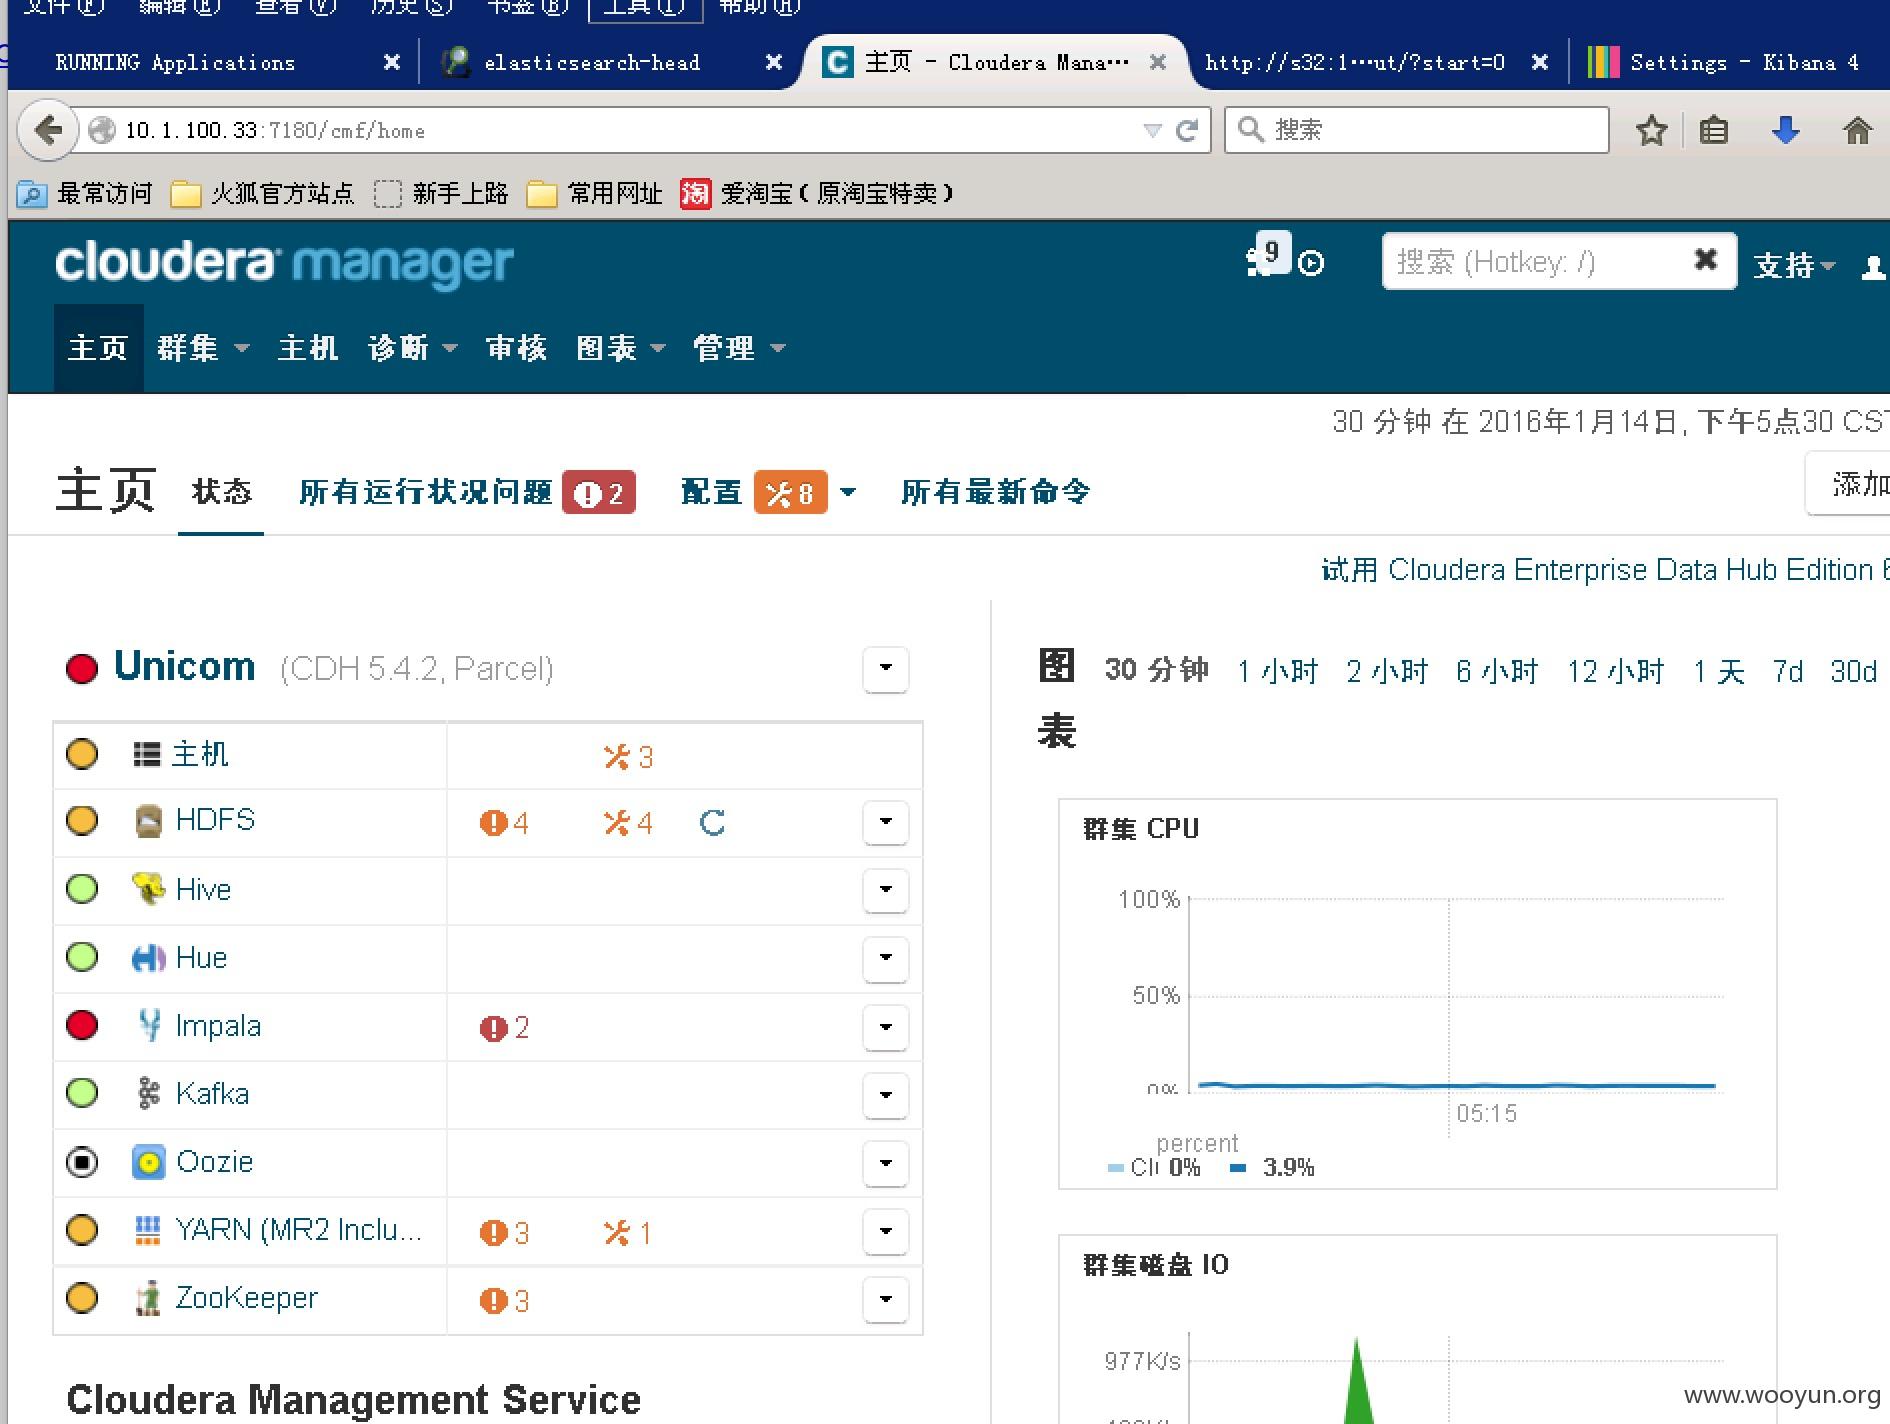 文件(F) 编辑(E) 查看(V) 历史(S) 书签(B) 工具(T) 帮助(H)
RUNNING Applications
elasticsearch-head
主页 - Cloudera Mana…
http://s32:1…ut/?start=0
Settings - Kibana 4
10.1.100.33:7180/cmf/home
搜索
最常访问 火狐官方站点 新手上路 常用网址 爱淘宝（原淘宝特卖）
cloudera manager
9
搜索 (Hotkey: /)
支持
主页 群集 主机 诊断 审核 图表 管理
30 分钟 在 2016年1月14日, 下午5点30 CST
主页 状态 所有运行状况问题 2 配置 8 所有最新命令
添加
试用 Cloudera Enterprise Data Hub Edition 6
Unicom (CDH 5.4.2, Parcel)
主机 3
HDFS 4 4
Hive
Hue
Impala 2
Kafka
Oozie
YARN (MR2 Inclu... 3 1
ZooKeeper 3
Cloudera Management Service
图表
30 分钟 1 小时 2 小时 6 小时 12 小时 1 天 7d 30d
群集 CPU
100%
50%
0%
05:15
percent
0% 3.9%
群集磁盘 IO
977K/s
www.wooyun.org